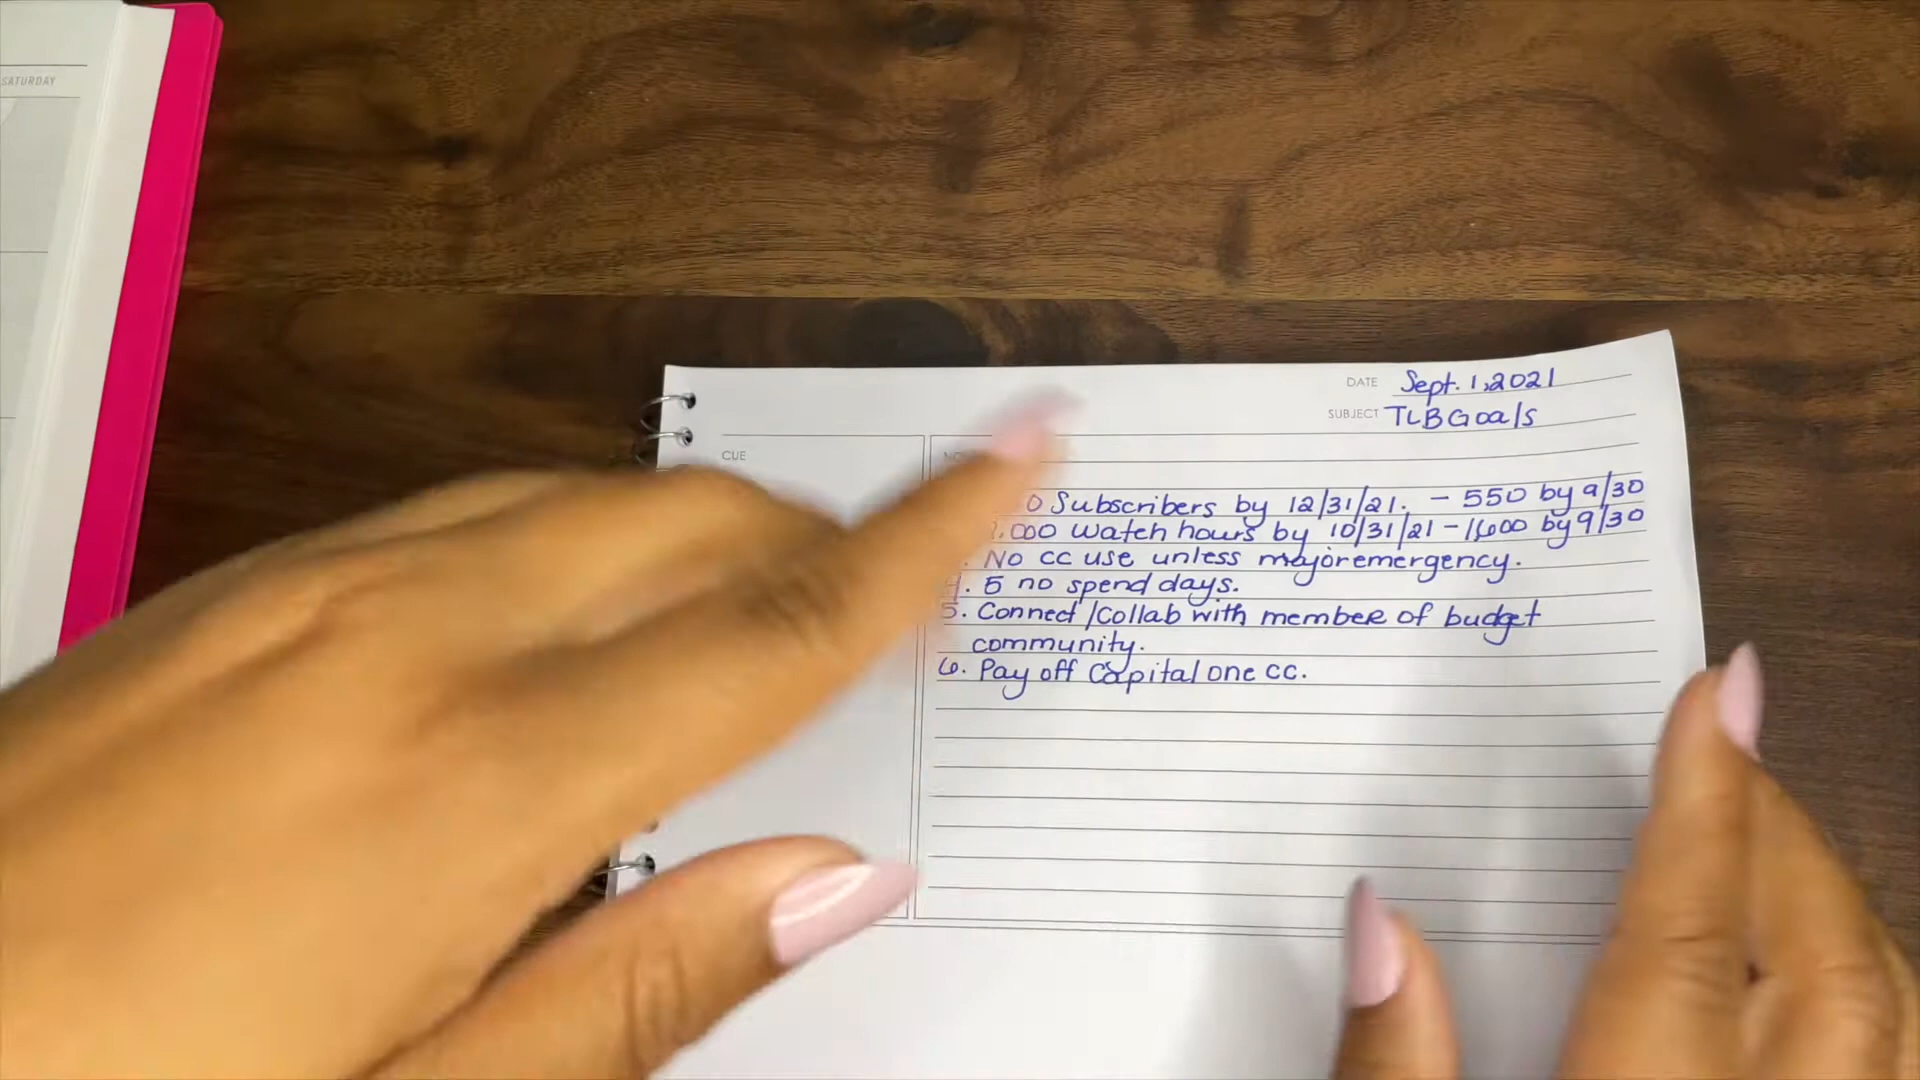 SATURDAY
DATE Sept. 1, 2021
SUBJECT TLB Goals
CUE
Subscribers by 12/31/21. - 550 by 9/30
Watch hours by 10/31/21 - 1600 by 9/30
No cc use unless major emergency.
4. 5 no spend days.
5. Connect/Collab with member of budget
community.
6. Pay off Capital one cc.